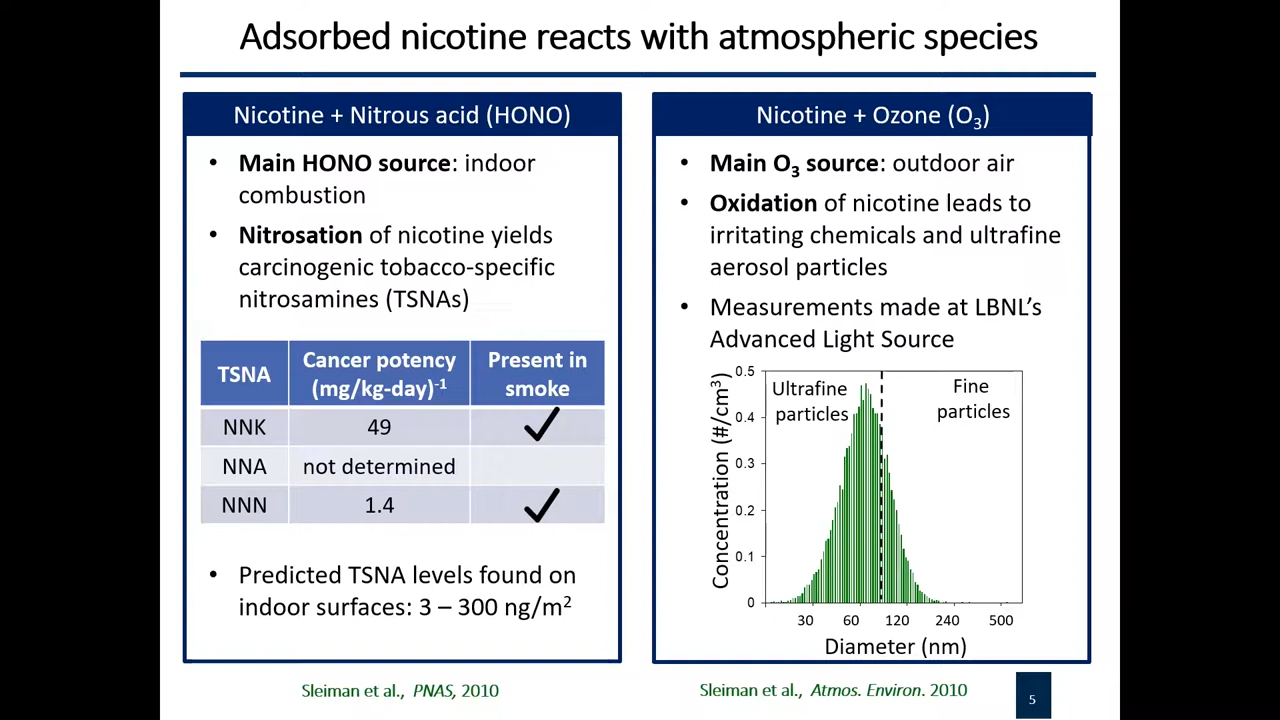 Adsorbed nicotine reacts with atmospheric species
Nicotine + Nitrous acid (HONO)
• Main HONO source: indoor
combustion
• Nitrosation of nicotine yields
carcinogenic tobacco-specific
nitrosamines (TSNAs)
TSNA
Cancer potency
(mg/kg-day)⁻¹
Present in
smoke
NNK 49 ✓
NNA not determined
NNN 1.4 ✓
• Predicted TSNA levels found on
indoor surfaces: 3 – 300 ng/m²
Sleiman et al., PNAS, 2010
Nicotine + Ozone (O₃)
• Main O₃ source: outdoor air
• Oxidation of nicotine leads to
irritating chemicals and ultrafine
aerosol particles
• Measurements made at LBNL’s
Advanced Light Source
Concentration (#/cm³)
0.5
0.4
0.3
0.2
0.1
0
Ultrafine
particles
Fine
particles
30 60 120 240 500
Diameter (nm)
Sleiman et al., Atmos. Environ. 2010
5